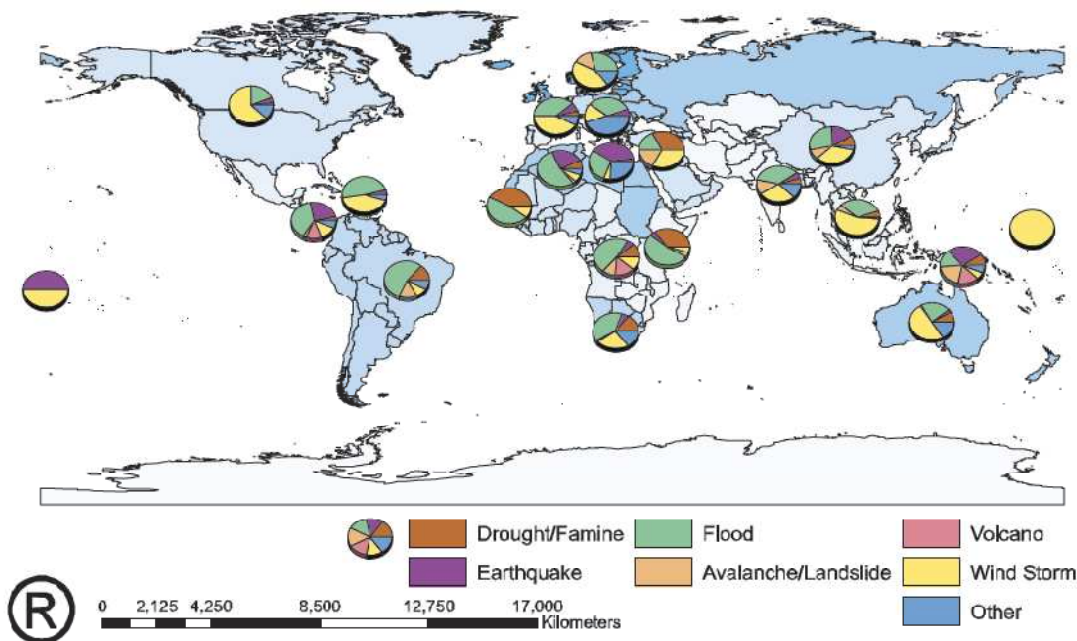 Drought/Famine Flood Volcano
Earthquake Avalanche/Landslide Wind Storm
Other
R
0 2,125 4,250 8,500 12,750 17,000
Kilometers